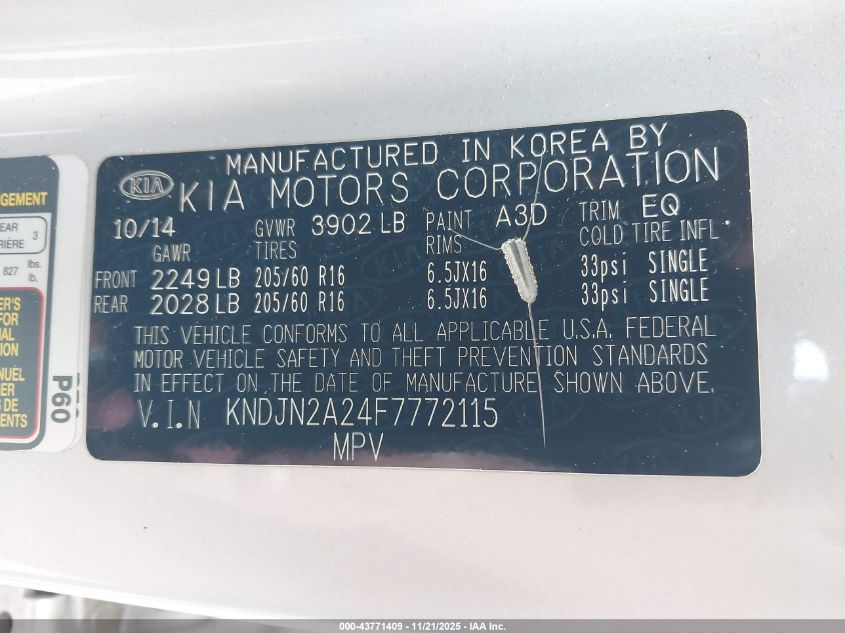 MANUFACTURED IN KOREA BY
KIA KIA MOTORS CORPORATION
10/14 GVWR 3902 LB PAINT A3D TRIM EQ
GAWR TIRES RIMS COLD TIRE INFL
FRONT 2249 LB 205/60 R16 6.5JX16 33psi SINGLE
REAR 2028 LB 205/60 R16 6.5JX16 33psi SINGLE
THIS VEHICLE CONFORMS TO ALL APPLICABLE U.S.A. FEDERAL
MOTOR VEHICLE SAFETY AND THEFT PREVENTION STANDARDS
IN EFFECT ON THE DATE OF MANUFACTURE SHOWN ABOVE.
V.I.N KNDJN2A24F7772115
MPV
3
827 lbs.
P60
000-43771409 - 11/21/2025 - IAA Inc.